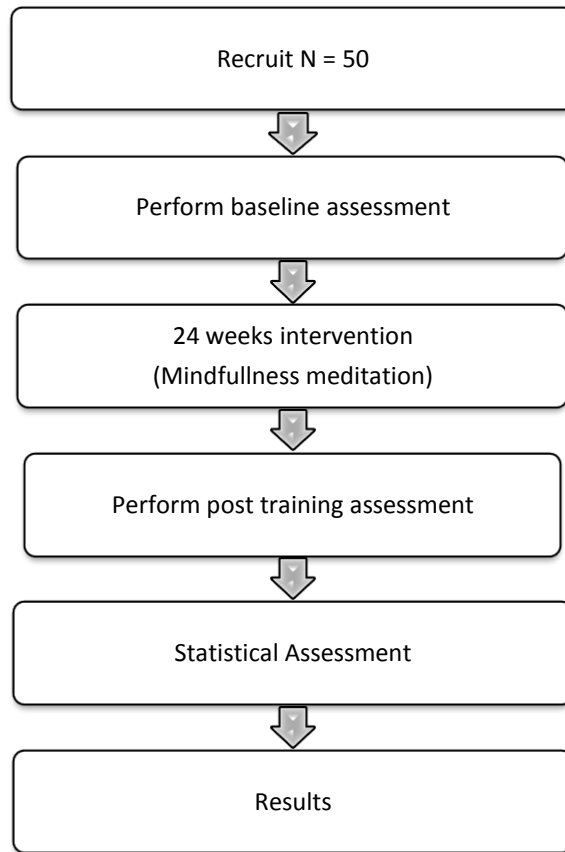 Recruit N = 50
Perform baseline assessment
24 weeks intervention
(Mindfullness meditation)
Perform post training assessment
Statistical Assessment
Results